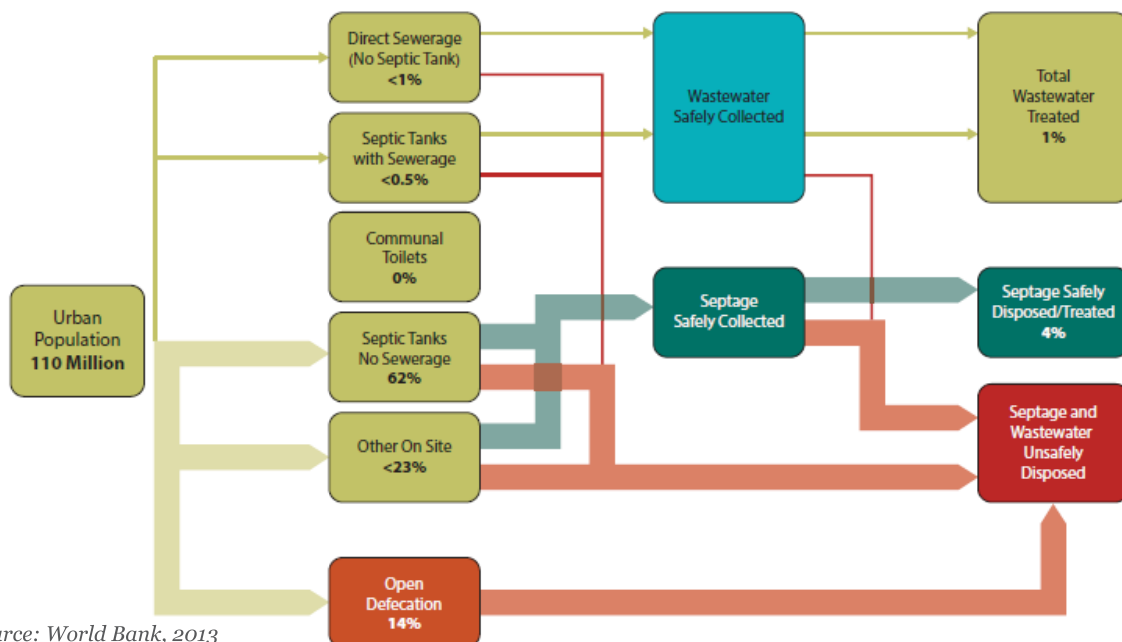 Direct Sewerage
(No Septic Tank)
<1%
Wastewater
Safely Collected
Total
Wastewater
Treated
1%
Septic Tanks
with Sewerage
<0.5%
Communal
Toilets
0%
Urban
Population
110 Million
Septic Tanks
No Sewerage
62%
Septage
Safely Collected
Septage Safely
Disposed/Treated
4%
Other On Site
<23%
Septage and
Wastewater
Unsafely
Disposed
Open
Defecation
14%
urce: World Bank, 2013